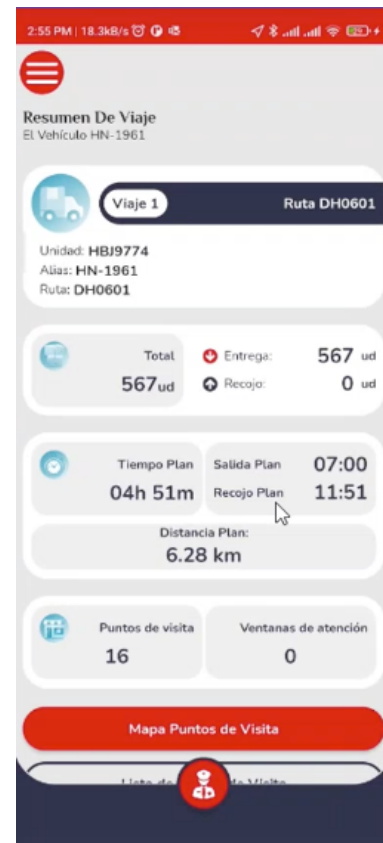 2:55 PM | 18.3kB/s
Resumen De Viaje
El Vehículo HN-1961
Viaje 1
Ruta DH0601
Unidad: HBJ9774
Alias: HN-1961
Ruta: DH0601
Total
567ud
Entrega: 567 ud
Recojo: 0 ud
Tiempo Plan
04h 51m
Salida Plan 07:00
Recojo Plan 11:51
Distancia Plan:
6.28 km
Puntos de visita
16
Ventanas de atención
0
Mapa Puntos de Visita